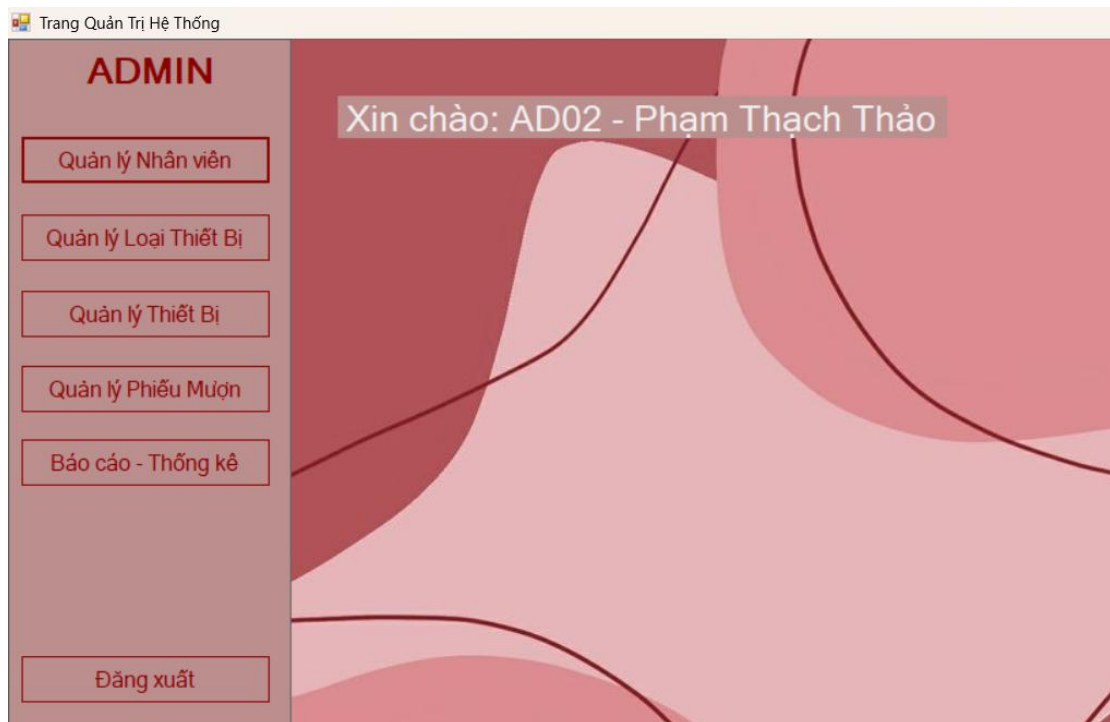 Trang Quản Trị Hệ Thống
ADMIN
Xin chào: AD02 - Phạm Thạch Thảo
Quản lý Nhân viên
Quản lý Loại Thiết Bị
Quản lý Thiết Bị
Quản lý Phiếu Mượn
Báo cáo - Thống kê
Đăng xuất